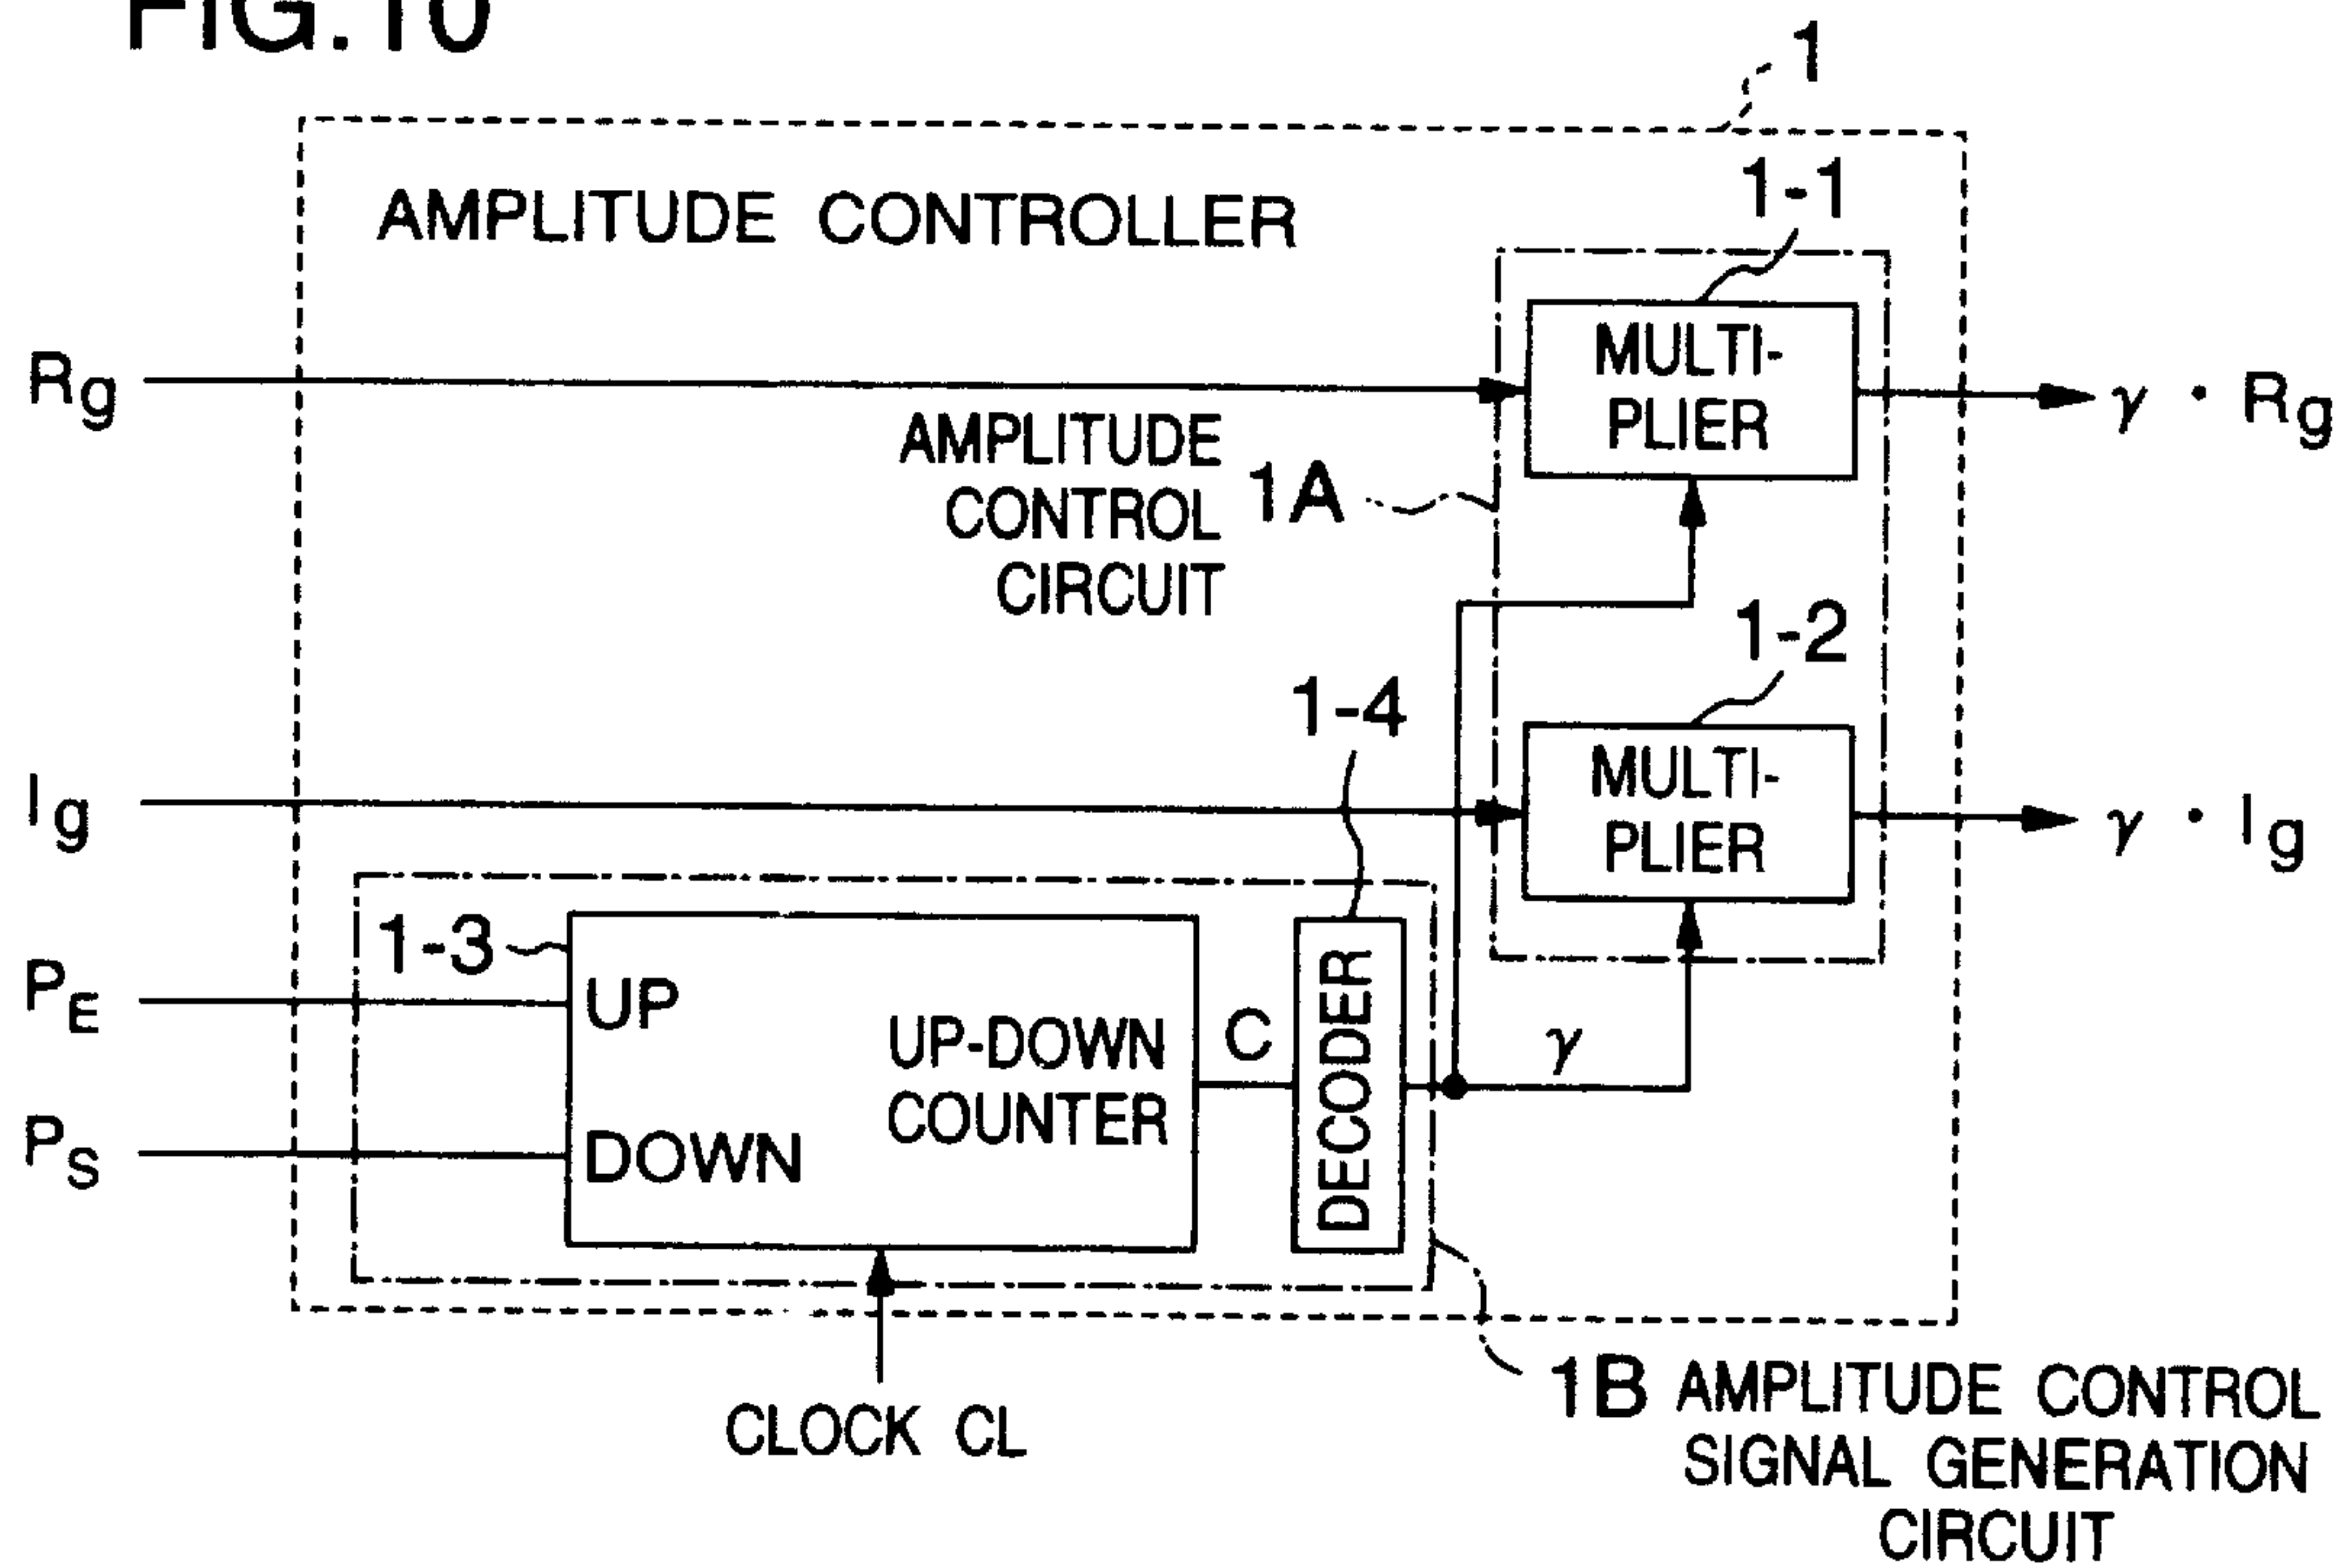 FIG.10
1
AMPLITUDE CONTROLLER
1-1
MULTI-
PLIER
Rg
γ · Rg
AMPLITUDE
CONTROL
CIRCUIT
1A
1-2
1-4
MULTI-
PLIER
Ig
γ · Ig
1-3
PE
UP
UP-DOWN
COUNTER
C
DECODER
γ
PS
DOWN
CLOCK CL
1B AMPLITUDE CONTROL
SIGNAL GENERATION
CIRCUIT